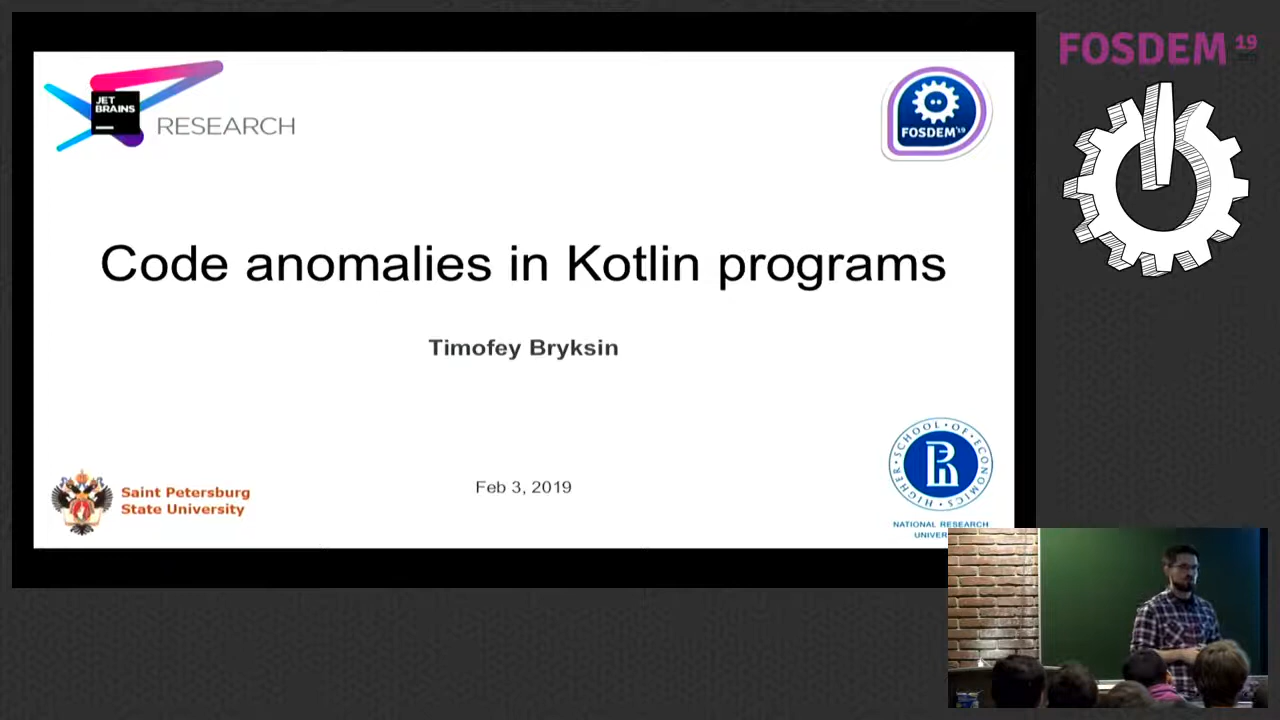 JET
BRAINS
RESEARCH
FOSDEM'19
Code anomalies in Kotlin programs
Timofey Bryksin
Feb 3, 2019
Saint Petersburg
State University
HIGHER·SCHOOL·OF·ECONOMICS
NATIONAL RESEARCH
FOSDEM 19